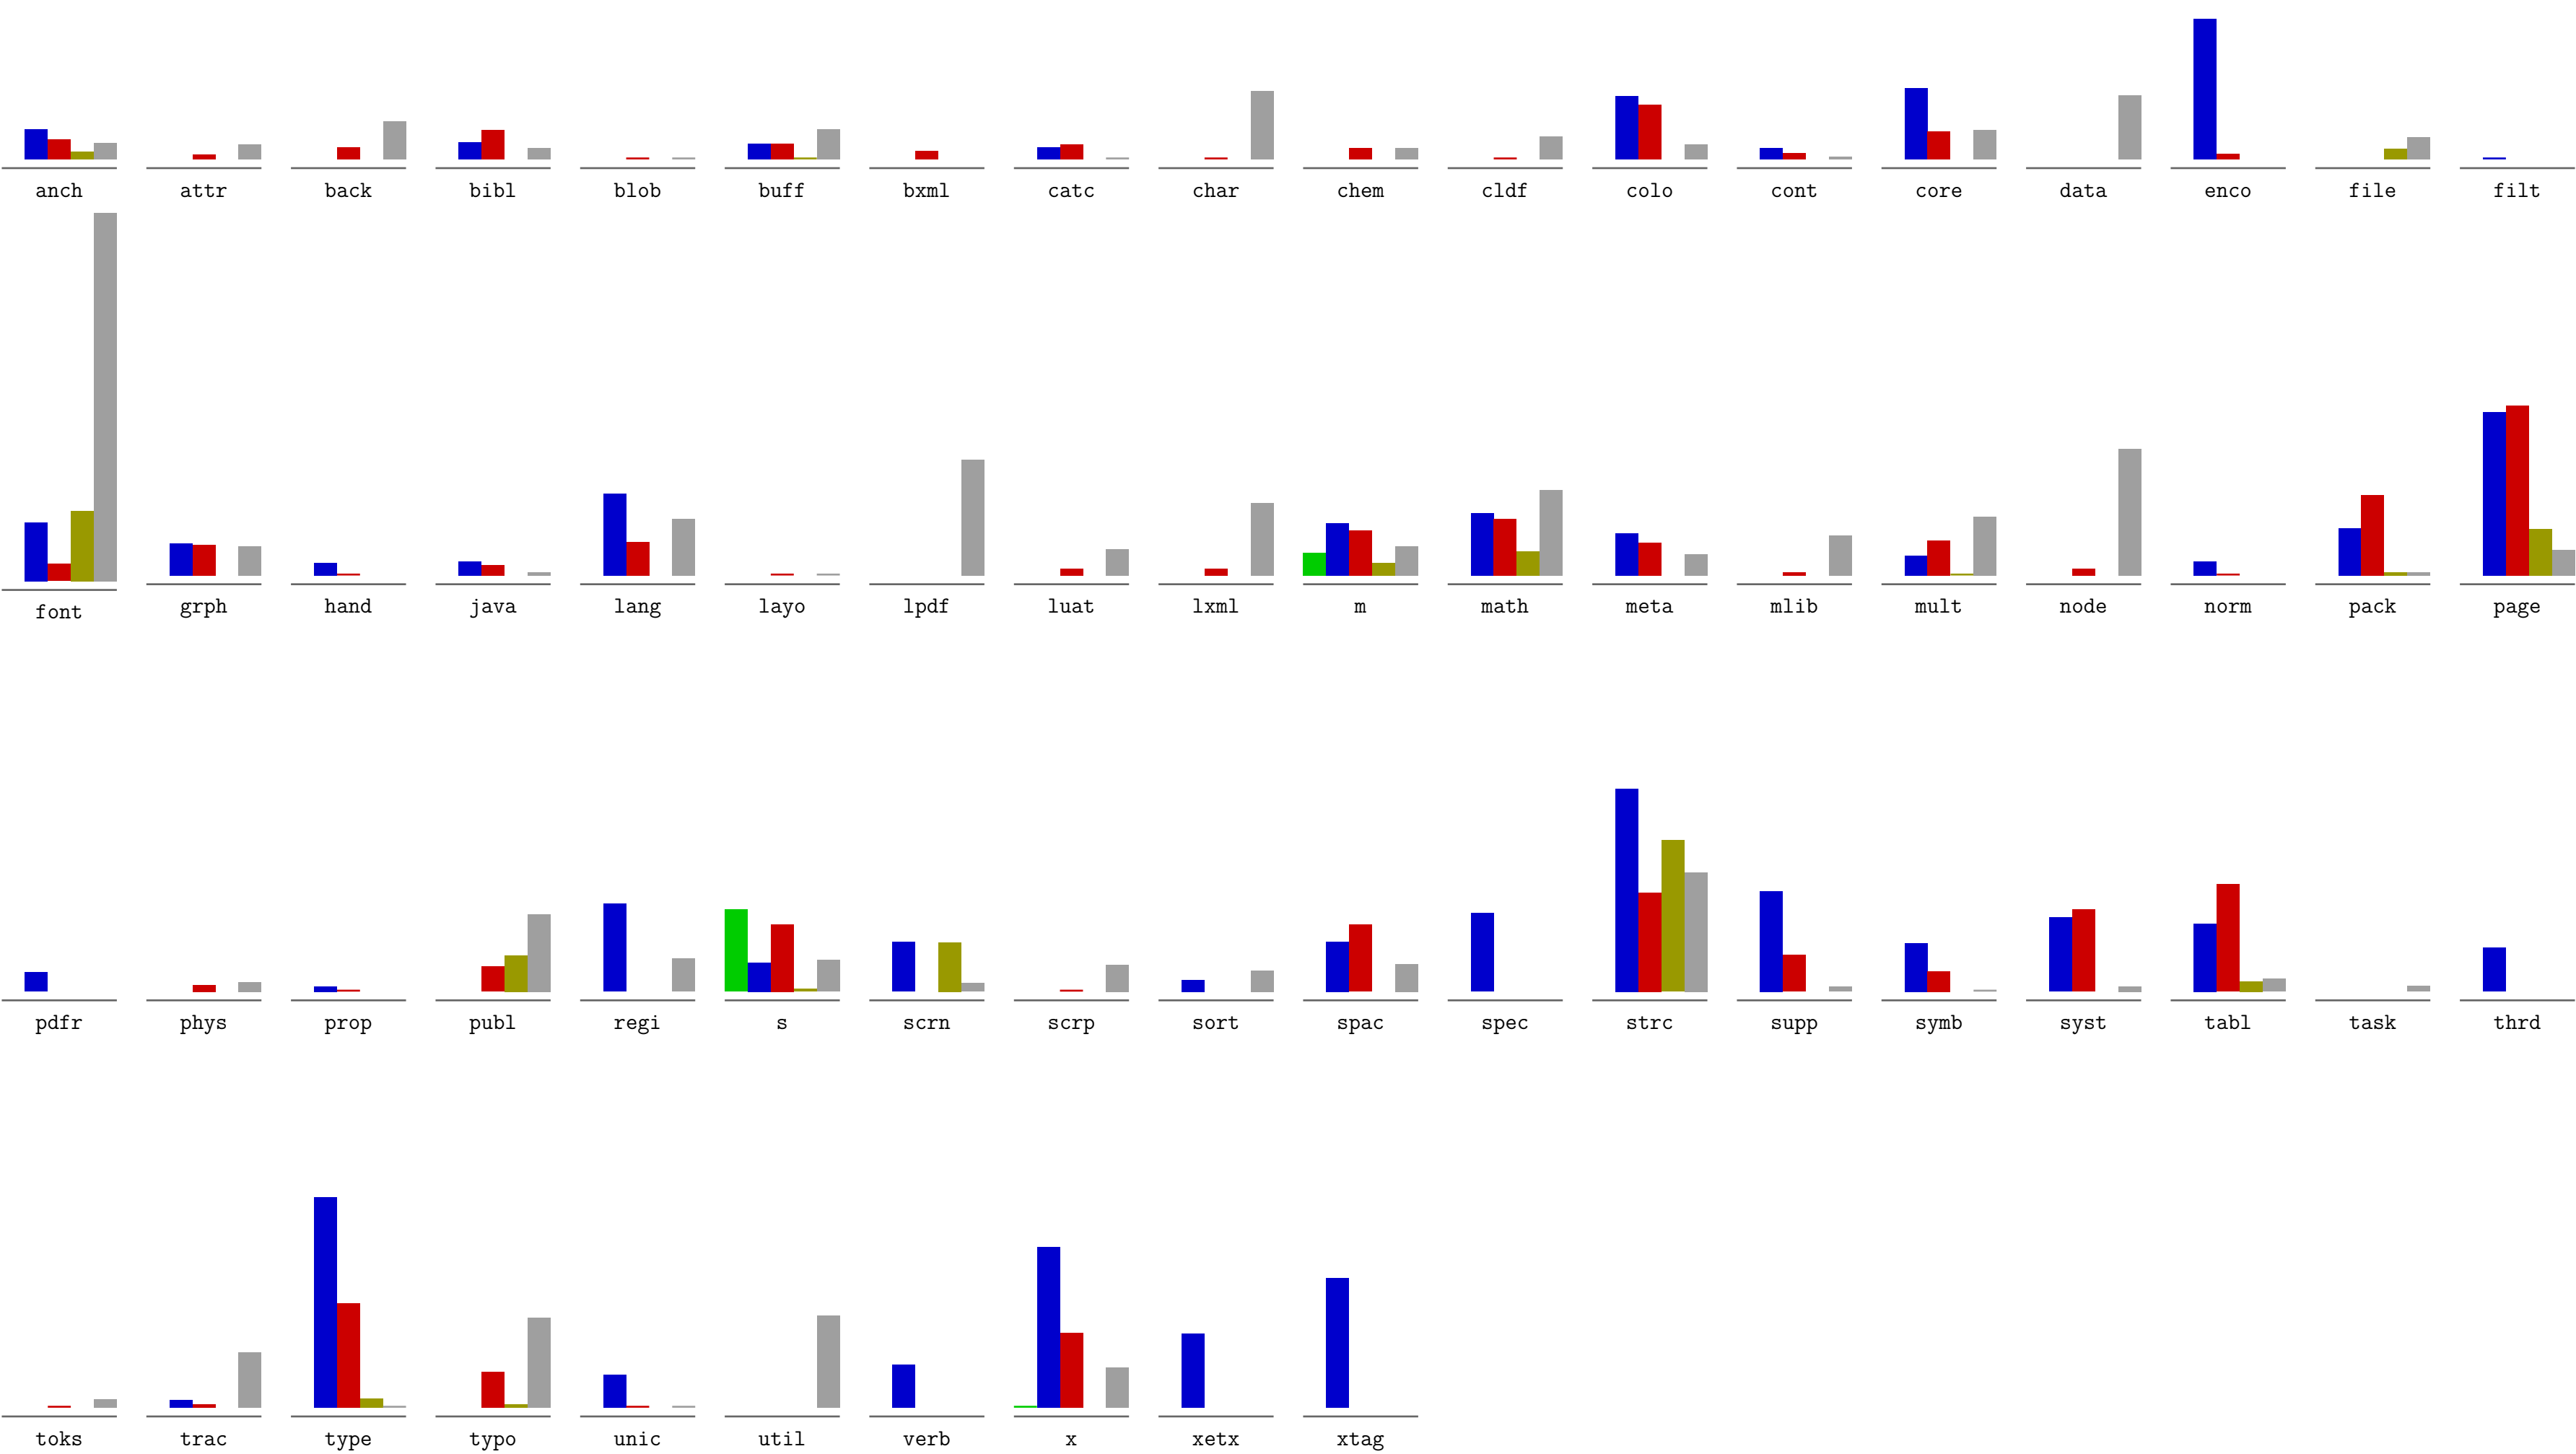 anch attr back bibl blob buff bxml catc char chem cldf colo cont core data enco file filt
font grph hand java lang layo lpdf luat lxml m math meta mlib mult node norm pack page
pdfr phys prop publ regi s scrn scrp sort spac spec strc supp symb syst tabl task thrd
toks trac type typo unic util verb x xetx xtag